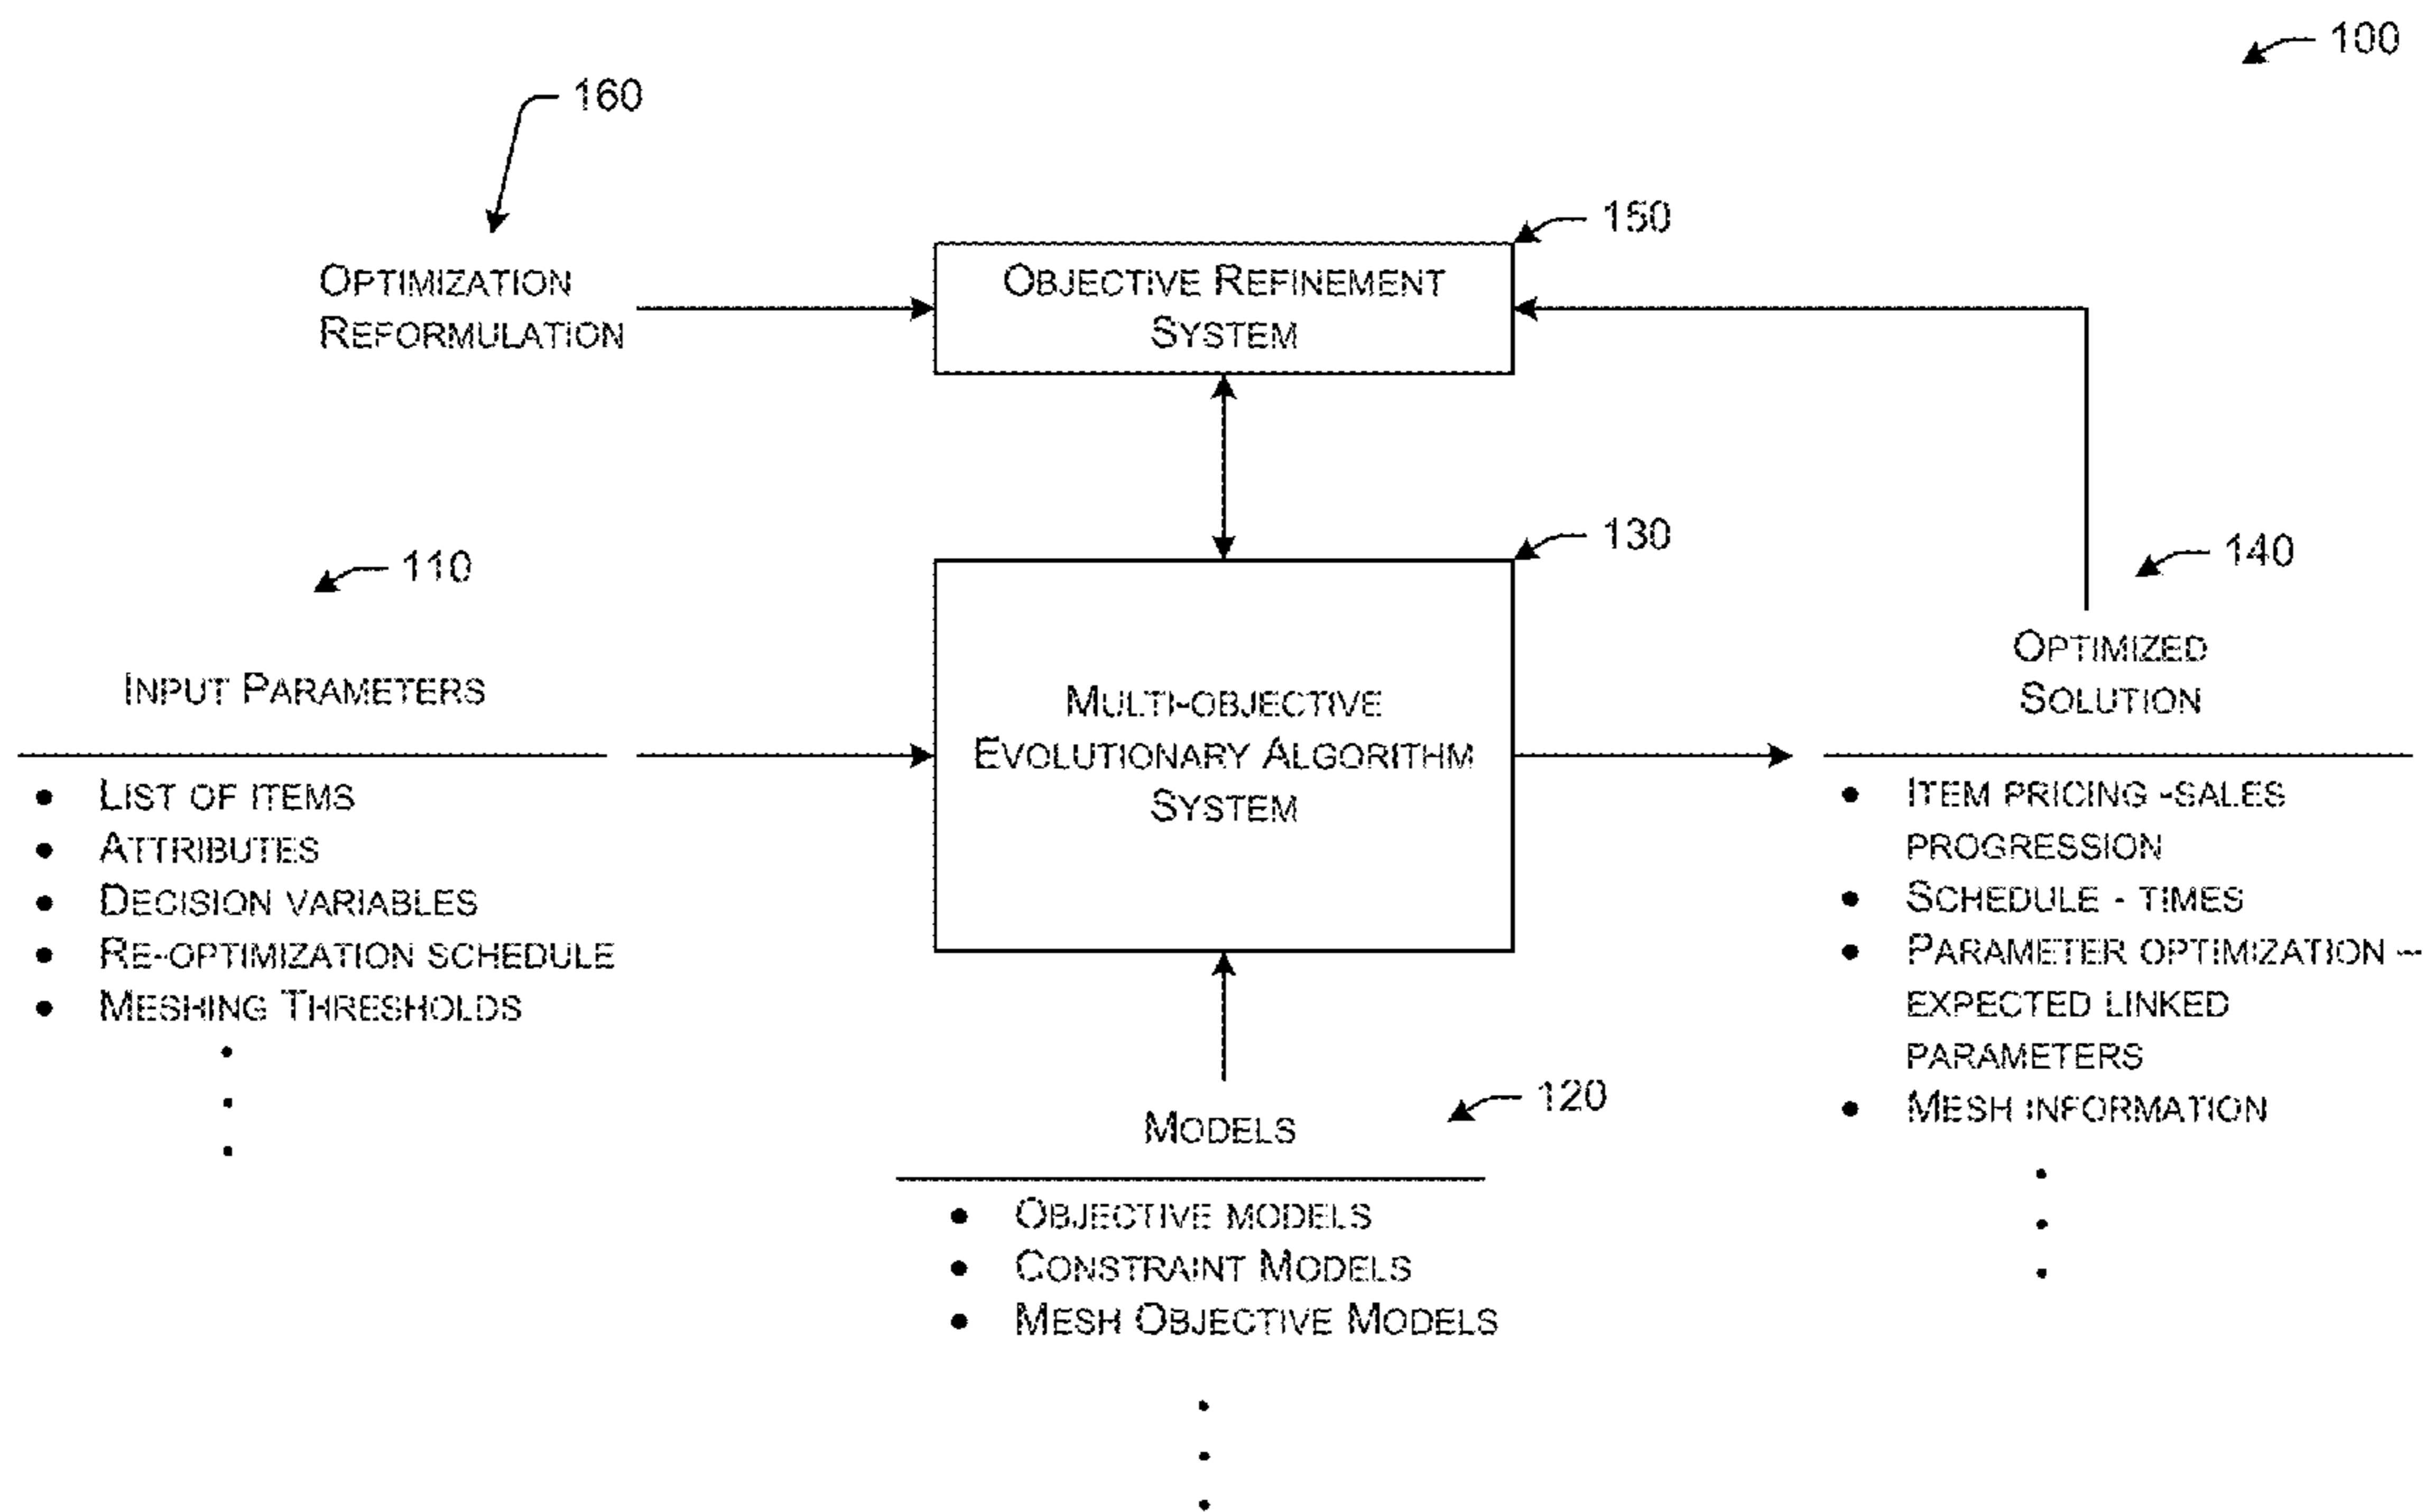 100
160
150
OPTIMIZATION
REFORMULATION
OBJECTIVE REFINEMENT
SYSTEM
110
130
140
INPUT PARAMETERS
MULTI-OBJECTIVE
EVOLUTIONARY ALGORITHM
SYSTEM
OPTIMIZED
SOLUTION
• LIST OF ITEMS
• ATTRIBUTES
• DECISION VARIABLES
• RE-OPTIMIZATION SCHEDULE
• MESHING THRESHOLDS
• ITEM PRICING -SALES
PROGRESSION
• SCHEDULE - TIMES
• PARAMETER OPTIMIZATION –
EXPECTED LINKED
PARAMETERS
• MESH INFORMATION
120
MODELS
• OBJECTIVE MODELS
• CONSTRAINT MODELS
• MESH OBJECTIVE MODELS